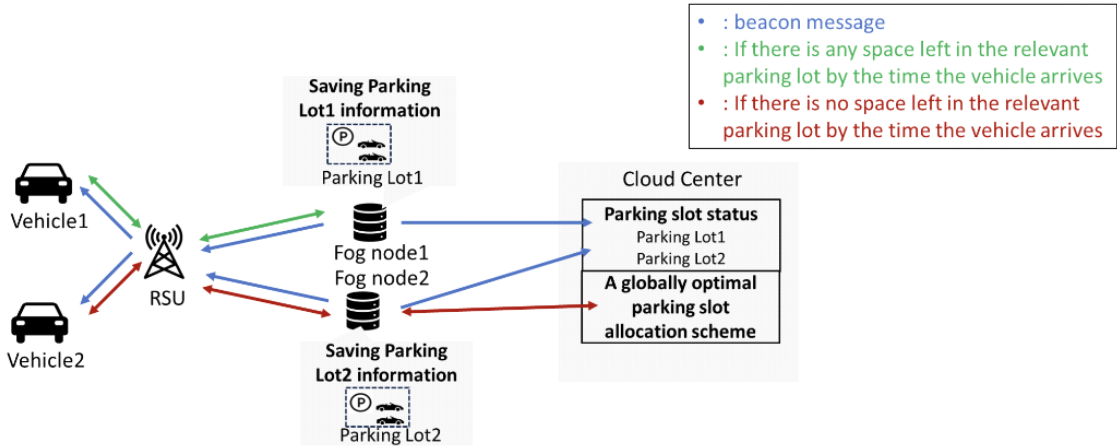 • : beacon message
• : If there is any space left in the relevant
parking lot by the time the vehicle arrives
• : If there is no space left in the relevant
parking lot by the time the vehicle arrives
Saving Parking
Lot1 information
P
Parking Lot1
Vehicle1
Vehicle2
RSU
Fog node1
Fog node2
Saving Parking
Lot2 information
P
Parking Lot2
Cloud Center
Parking slot status
Parking Lot1
Parking Lot2
A globally optimal
parking slot
allocation scheme